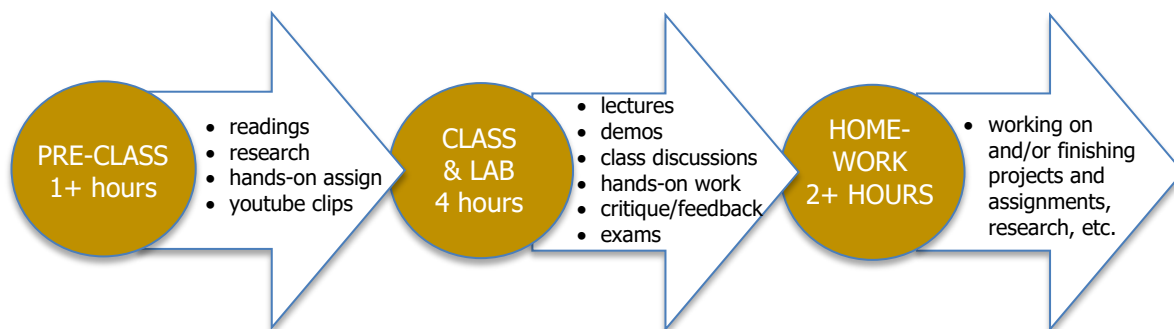 PRE-CLASS
1+ hours
• readings
• research
• hands-on assign
• youtube clips
CLASS
& LAB
4 hours
• lectures
• demos
• class discussions
• hands-on work
• critique/feedback
• exams
HOME-
WORK
2+ HOURS
• working on
and/or finishing
projects and
assignments,
research, etc.